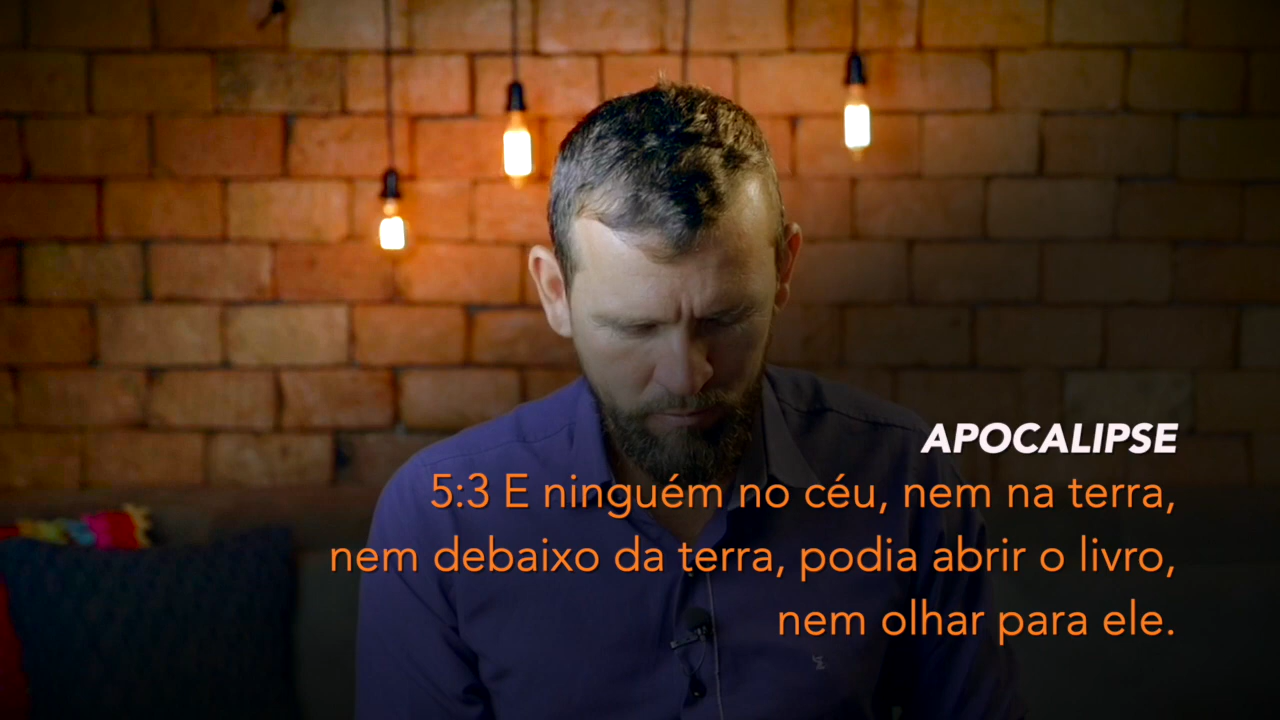 APOCALIPSE
5:3 E ninguém no céu, nem na terra,
nem debaixo da terra, podia abrir o livro,
nem olhar para ele.